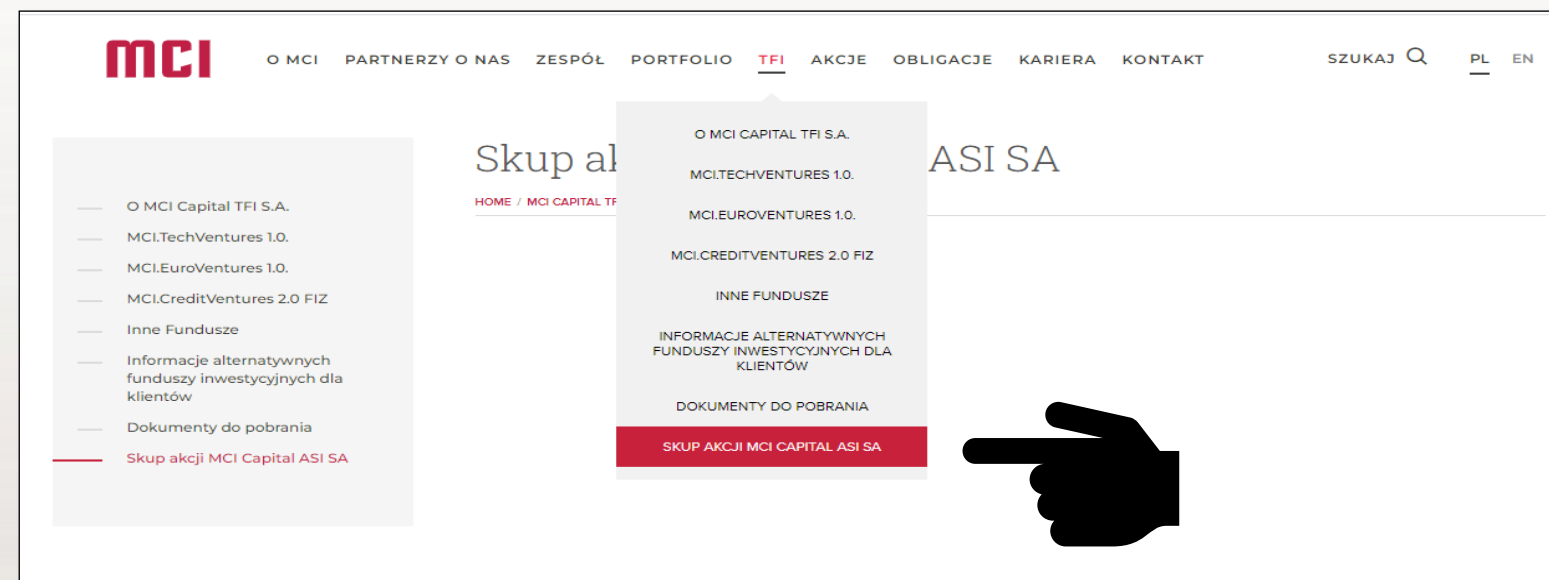 mci
O MCI PARTNERZY O NAS ZESPÓŁ PORTFOLIO TFI AKCJE OBLIGACJE KARIERA KONTAKT SZUKAJ PL EN
O MCI Capital TFI S.A.
MCI.TechVentures 1.0.
MCI.EuroVentures 1.0.
MCI.CreditVentures 2.0 FIZ
Inne Fundusze
Informacje alternatywnych
funduszy inwestycyjnych dla
klientów
Dokumenty do pobrania
Skup akcji MCI Capital ASI SA
Skup ASI SA
HOME / MCI CAPITAL
O MCI CAPITAL TFI S.A.
MCI.TECHVENTURES 1.0.
MCI.EUROVENTURES 1.0.
MCI.CREDITVENTURES 2.0 FIZ
INNE FUNDUSZE
INFORMACJE ALTERNATYWNYCH
FUNDUSZY INWESTYCYJNYCH DLA
KLIENTÓW
DOKUMENTY DO POBRANIA
SKUP AKCJI MCI CAPITAL ASI SA